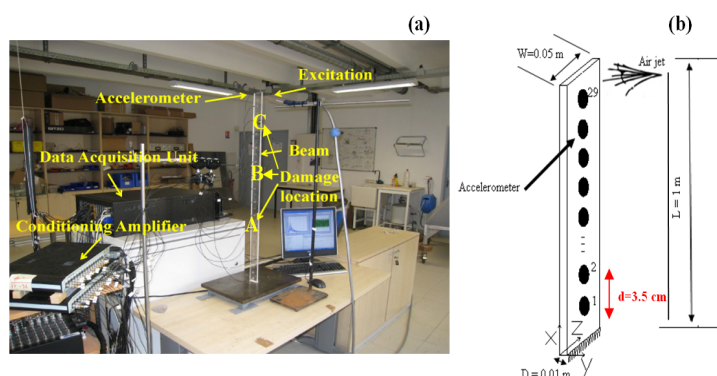 (a)
Excitation
Accelerometer
C
Beam
Data Acquisition Unit
B
Damage
location
A
Conditioning Amplifier
(b)
W=0.05 m
Air jet
29
Accelerometer
L = 1 m
2
d=3.5 cm
1
X
Z
y
D = 0.01 m